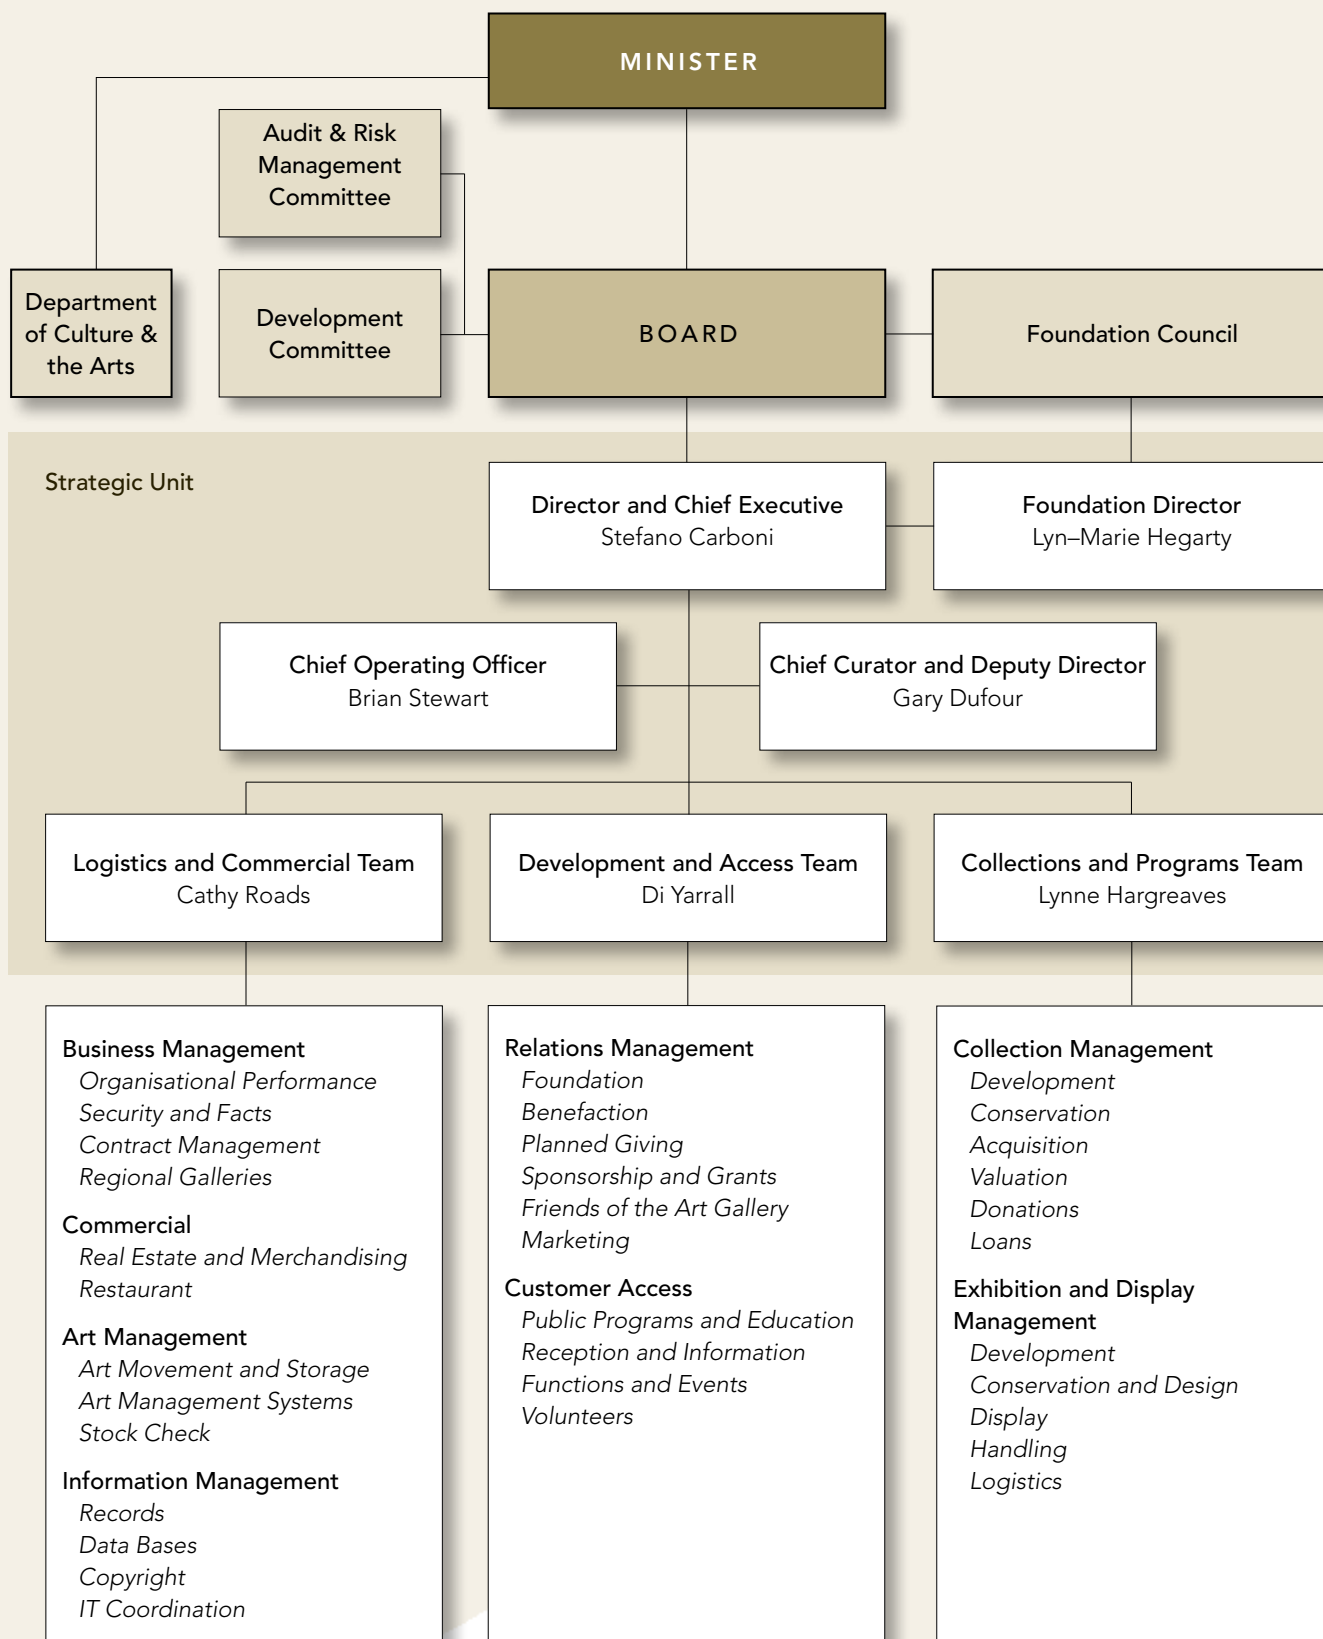 MINISTER
Audit & Risk
Management
Committee
Department
of Culture &
the Arts
Development
Committee
BOARD
Foundation Council
Strategic Unit
Director and Chief Executive
Stefano Carboni
Foundation Director
Lyn–Marie Hegarty
Chief Operating Officer
Brian Stewart
Chief Curator and Deputy Director
Gary Dufour
Logistics and Commercial Team
Cathy Roads
Development and Access Team
Di Yarrall
Collections and Programs Team
Lynne Hargreaves
Business Management
Organisational Performance
Security and Facts
Contract Management
Regional Galleries
Commercial
Real Estate and Merchandising
Restaurant
Art Management
Art Movement and Storage
Art Management Systems
Stock Check
Information Management
Records
Data Bases
Copyright
IT Coordination
Relations Management
Foundation
Benefaction
Planned Giving
Sponsorship and Grants
Friends of the Art Gallery
Marketing
Customer Access
Public Programs and Education
Reception and Information
Functions and Events
Volunteers
Collection Management
Development
Conservation
Acquisition
Valuation
Donations
Loans
Exhibition and Display
Management
Development
Conservation and Design
Display
Handling
Logistics